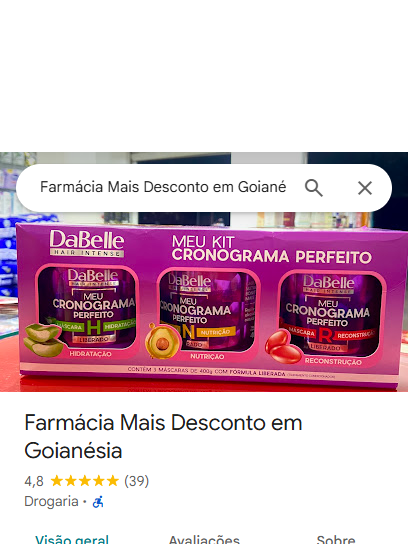 Farmácia Mais Desconto em Goiané
DaBelle
HAIR INTENSE
MEU KIT
CRONOGRAMA PERFEITO
DaBelle
HAIR INTENSE
MEU
CRONOGRAMA
PERFEITO
MÁSCARA H HIDRATAÇÃO
LIBERADO
HIDRATAÇÃO
DaBelle
HAIR INTENSE
MEU
CRONOGRAMA
PERFEITO
N NUTRIÇÃO
NUTRIÇÃO
DaBelle
HAIR INTENSE
MEU
CRONOGRAMA
PERFEITO
MÁSCARA R RECONSTRUÇÃO
LIBERADO
RECONSTRUÇÃO
CONTÉM 3 MÁSCARAS DE 400g COM FÓRMULA LIBERADA
Farmácia Mais Desconto em
Goianésia
4,8 (39)
Drogaria ·
Visão geral Avaliações Sobre